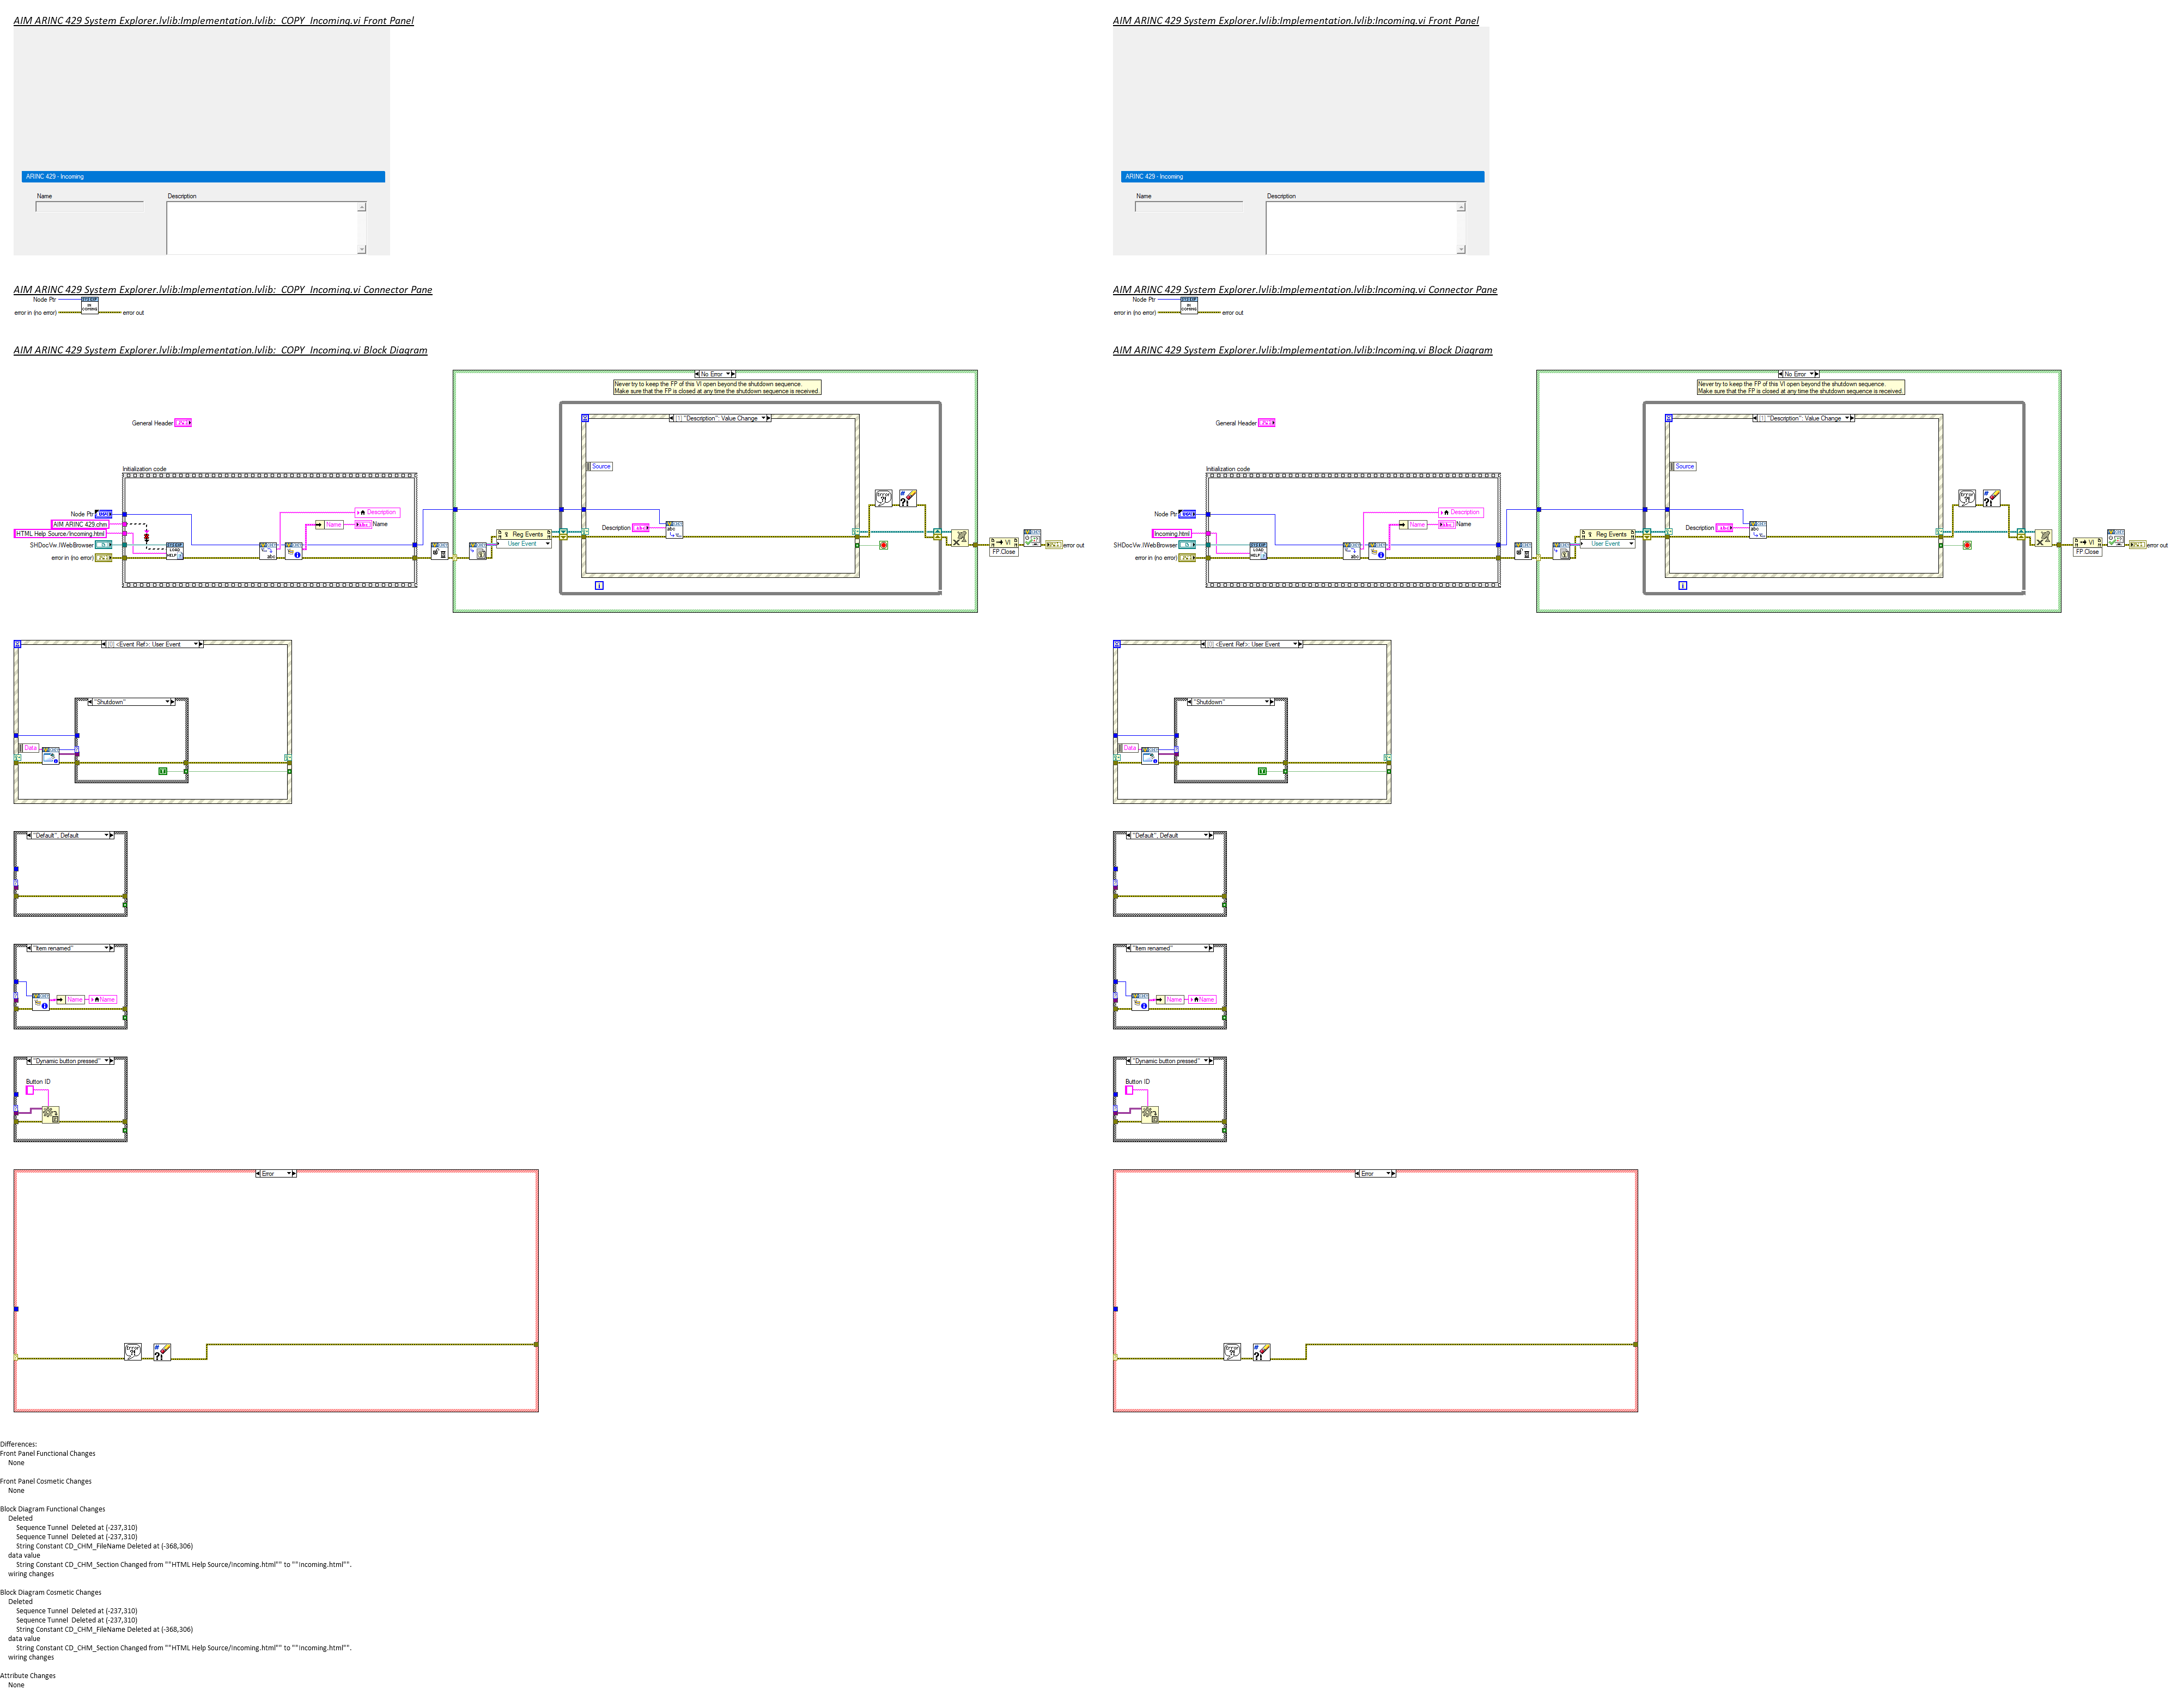 AIM ARINC 429 System Explorer.lvlib:Implementation.lvlib:_COPY_Incoming.vi Front Panel
ARINC 429 - Incoming
Name
Description
AIM ARINC 429 System Explorer.lvlib:Implementation.lvlib:_COPY_Incoming.vi Connector Pane
Node Ptr
error in (no error)
error out
AIM ARINC 429 System Explorer.lvlib:Implementation.lvlib:_COPY_Incoming.vi Block Diagram
No Error
Never try to keep the FP of this VI open beyond the shutdown sequence.
Make sure that the FP is closed at any time the shutdown sequence is received.
[1] "Description": Value Change
General Header
Source
Initialization code
Node Ptr
AIM ARINC 429.chm
HTML Help Source/Incoming.html
SHDocVw.IWebBrowser
error in (no error)
LOAD
HELP
Description
Name
Name
Reg Events
User Event
Description
abc
Error
VI
FP.Close
error out
[0] <Event Ref>: User Event
"Shutdown"
Data
"Default", Default
"Item renamed"
Name
Name
"Dynamic button pressed"
Button ID
Error
AIM ARINC 429 System Explorer.lvlib:Implementation.lvlib:Incoming.vi Front Panel
ARINC 429 - Incoming
Name
Description
AIM ARINC 429 System Explorer.lvlib:Implementation.lvlib:Incoming.vi Connector Pane
Node Ptr
error in (no error)
error out
AIM ARINC 429 System Explorer.lvlib:Implementation.lvlib:Incoming.vi Block Diagram
No Error
Never try to keep the FP of this VI open beyond the shutdown sequence.
Make sure that the FP is closed at any time the shutdown sequence is received.
[1] "Description": Value Change
General Header
Source
Initialization code
Node Ptr
Incoming.html
SHDocVw.IWebBrowser
error in (no error)
LOAD
HELP
Description
Name
Name
Reg Events
User Event
Description
abc
Error
VI
FP.Close
error out
[0] <Event Ref>: User Event
"Shutdown"
Data
"Default", Default
"Item renamed"
Name
Name
"Dynamic button pressed"
Button ID
Error
Differences:
Front Panel Functional Changes
None
Front Panel Cosmetic Changes
None
Block Diagram Functional Changes
Deleted
Sequence Tunnel Deleted at (-237,310)
Sequence Tunnel Deleted at (-237,310)
String Constant CD_CHM_FileName Deleted at (-368,306)
data value
String Constant CD_CHM_Section Changed from ""HTML Help Source/Incoming.html"" to ""Incoming.html"".
wiring changes
Block Diagram Cosmetic Changes
Deleted
Sequence Tunnel Deleted at (-237,310)
Sequence Tunnel Deleted at (-237,310)
String Constant CD_CHM_FileName Deleted at (-368,306)
data value
String Constant CD_CHM_Section Changed from ""HTML Help Source/Incoming.html"" to ""Incoming.html"".
wiring changes
Attribute Changes
None